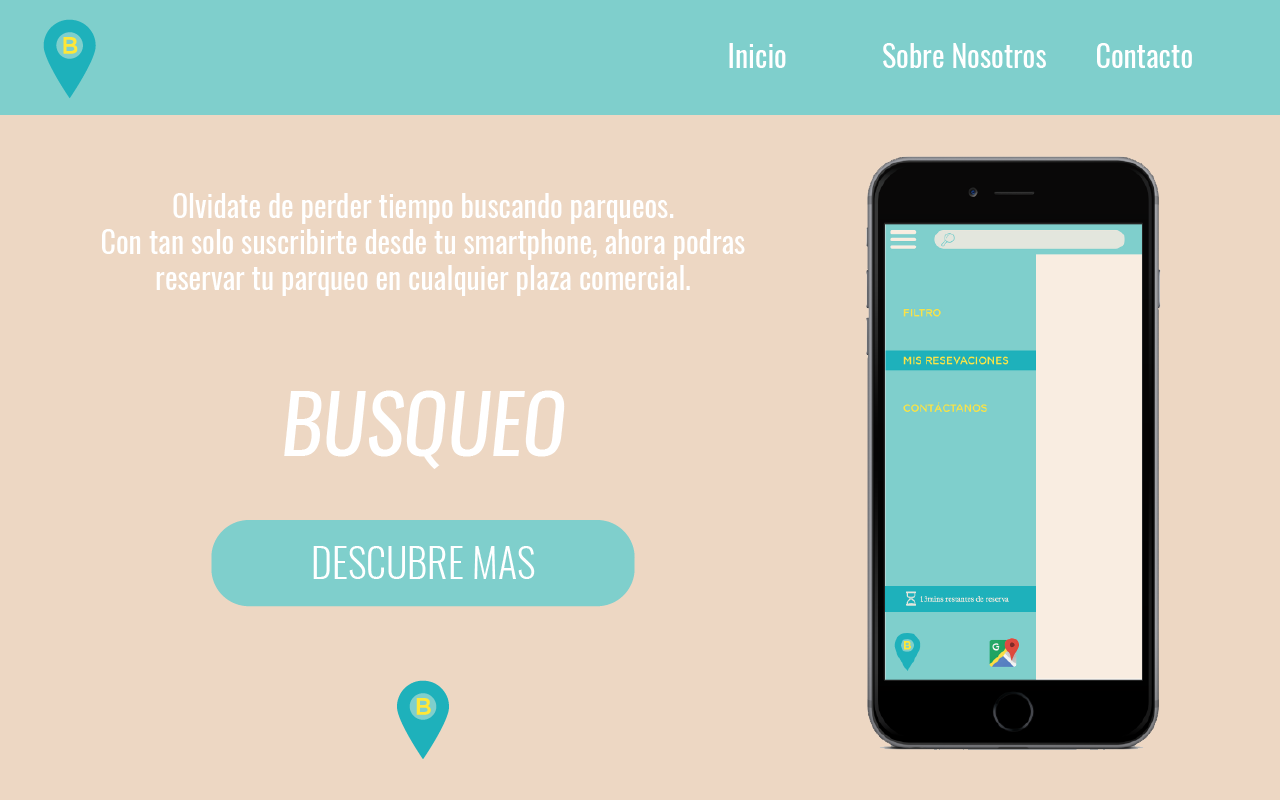 B
Inicio
Sobre Nosotros
Contacto
Olvidate de perder tiempo buscando parqueos.
Con tan solo suscribirte desde tu smartphone, ahora podras
reservar tu parqueo en cualquier plaza comercial.
BUSQUEO
DESCUBRE MAS
B
FILTRO
MIS RESEVACIONES
CONTÁCTANOS
13mins restantes de reserva
B
G